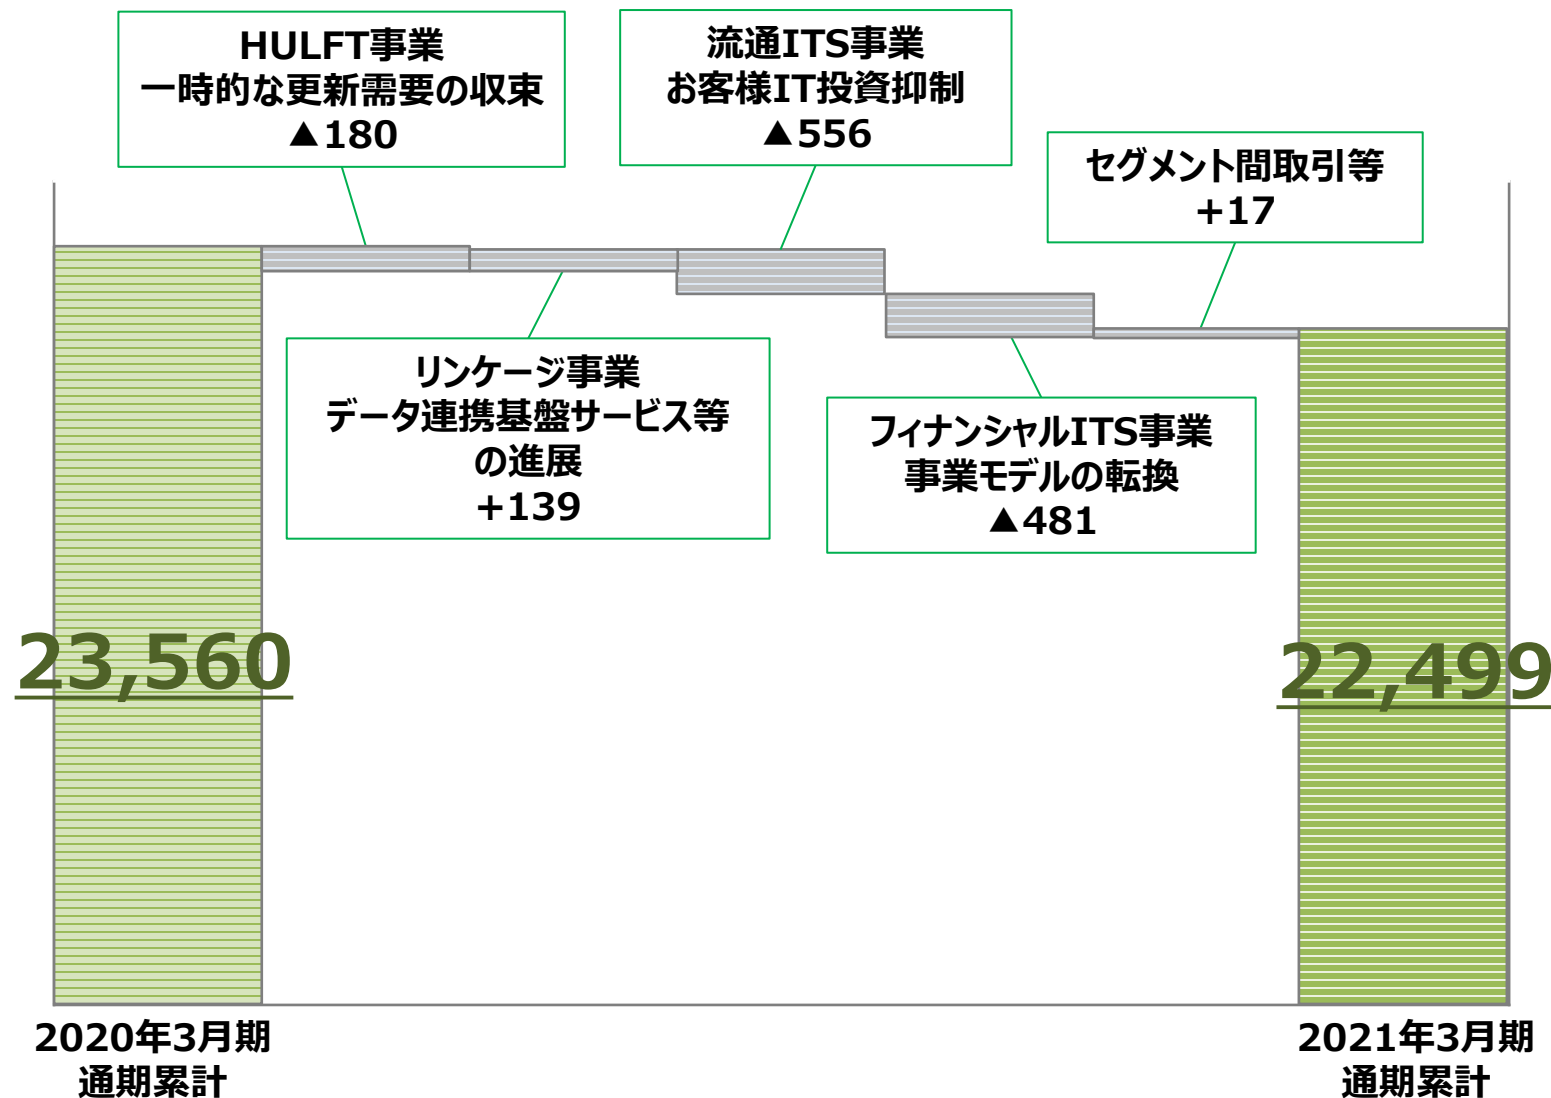 HULFT事業
一時的な更新需要の収束
▲180
流通ITS事業
お客様IT投資抑制
▲556
セグメント間取引等
+17
リンケージ事業
データ連携基盤サービス等
の進展
+139
フィナンシャルITS事業
事業モデルの転換
▲481
23,560
22,499
2020年3月期
通期累計
2021年3月期
通期累計